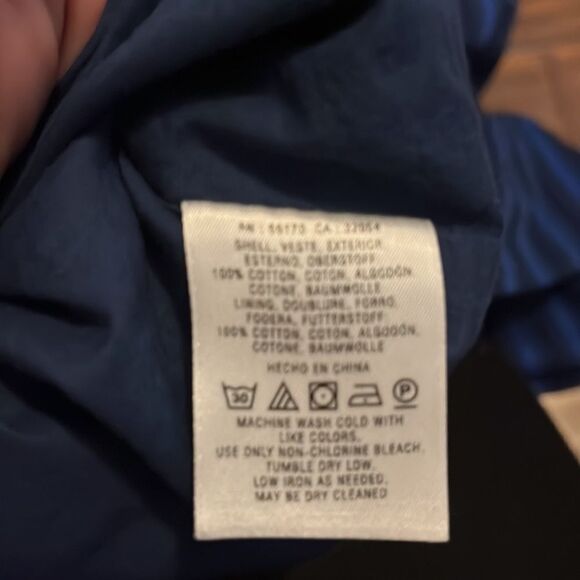 RN : 56173 CA : 32054
SHELL, VESTE, EXTERIOR,
ESTERNO, OBERSTOFF:
100% COTTON, COTON, ALGODÓN,
COTONE, BAUMWOLLE
LINING, DOUBLURE, FORRO,
FODERA, FUTTERSTOFF:
100% COTTON, COTON, ALGODÓN,
COTONE, BAUMWOLLE
HECHO EN CHINA
30 P
MACHINE WASH COLD WITH
LIKE COLORS.
USE ONLY NON-CHLORINE BLEACH.
TUMBLE DRY LOW.
LOW IRON AS NEEDED.
MAY BE DRY CLEANED